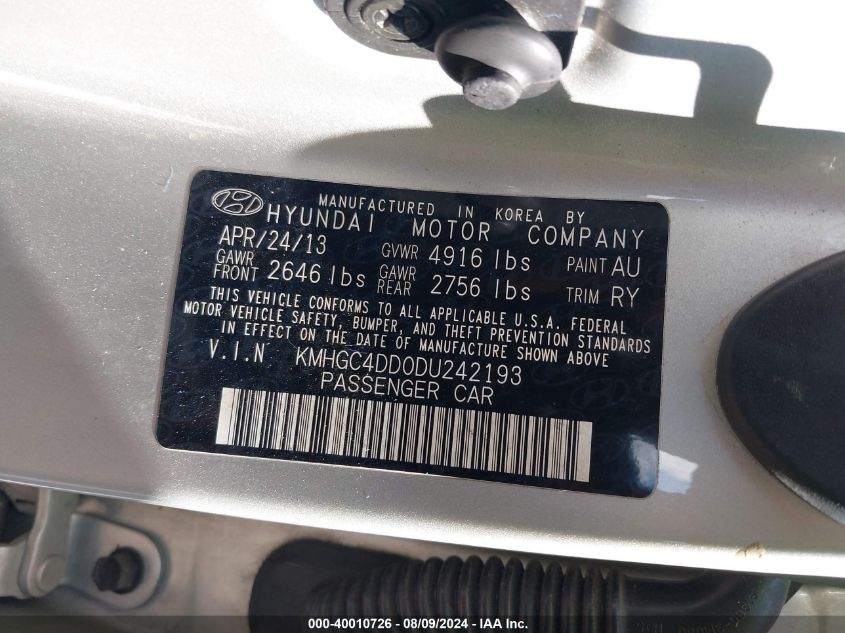 MANUFACTURED IN KOREA BY
HYUNDAI MOTOR COMPANY
APR/24/13 GVWR 4916 lbs PAINT AU
GAWR FRONT 2646 lbs GAWR REAR 2756 lbs TRIM RY
THIS VEHICLE CONFORMS TO ALL APPLICABLE U.S.A. FEDERAL
MOTOR VEHICLE SAFETY, BUMPER, AND THEFT PREVENTION STANDARDS
IN EFFECT ON THE DATE OF MANUFACTURE SHOWN ABOVE
V.I.N KMHGC4DD0DU242193
PASSENGER CAR
000-40010726 - 08/09/2024 - IAA Inc.